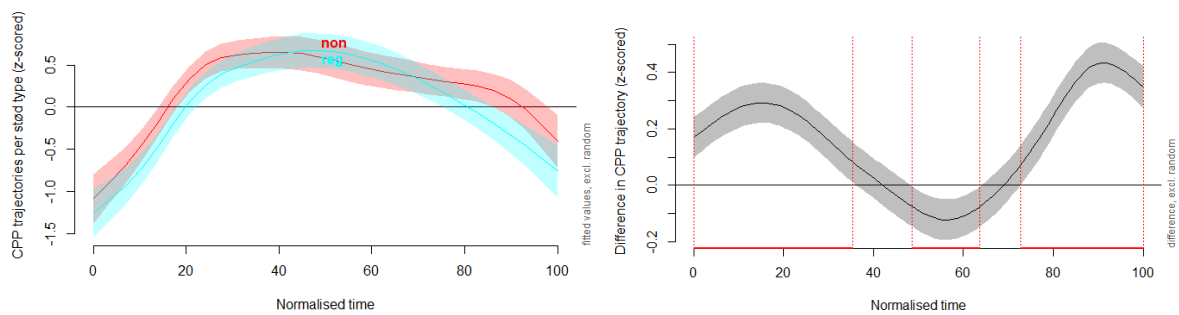 CPP trajectories per stød type (z-scored)
0.5
0.0
-0.5
-1.0
-1.5
non
reg
fitted values, excl. random
0 20 40 60 80 100
Normalised time
Difference in CPP trajectory (z-scored)
0.4
0.2
0.0
-0.2
difference, excl. random
0 20 40 60 80 100
Normalised time